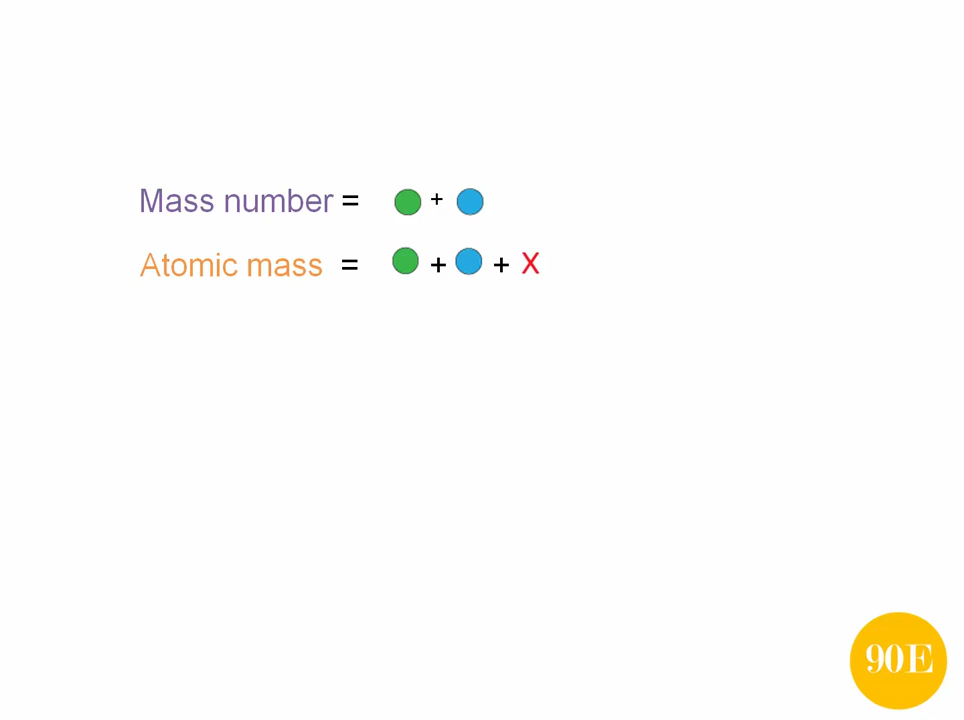 Mass number = +
Atomic mass = + + X
90E